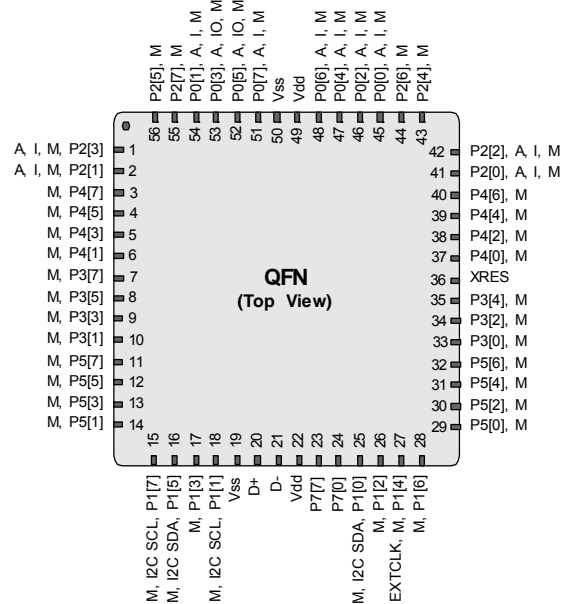 P2[5], M
P2[7], M
P0[1], A, I, M
P0[3], A, IO, M
P0[5], A, IO, M
P0[7], A, I, M
Vss
Vdd
P0[6], A, I, M
P0[4], A, I, M
P0[2], A, I, M
P0[0], A, I, M
P2[6], M
P2[4], M
56
55
54
53
52
51
50
49
48
47
46
45
44
43
A, I, M, P2[3] 1
A, I, M, P2[1] 2
M, P4[7] 3
M, P4[5] 4
M, P4[3] 5
M, P4[1] 6
M, P3[7] 7
M, P3[5] 8
M, P3[3] 9
M, P3[1] 10
M, P5[7] 11
M, P5[5] 12
M, P5[3] 13
M, P5[1] 14
QFN
(Top View)
42 P2[2], A, I, M
41 P2[0], A, I, M
40 P4[6], M
39 P4[4], M
38 P4[2], M
37 P4[0], M
36 XRES
35 P3[4], M
34 P3[2], M
33 P3[0], M
32 P5[6], M
31 P5[4], M
30 P5[2], M
29 P5[0], M
15
16
17
18
19
20
21
22
23
24
25
26
27
28
M, I2C SCL, P1[7]
M, I2C SDA, P1[5]
M, P1[3]
M, I2C SCL, P1[1]
Vss
D+
D-
Vdd
P7[7]
P7[0]
M, I2C SDA, P1[0]
M, P1[2]
EXTCLK, M, P1[4]
M, P1[6]